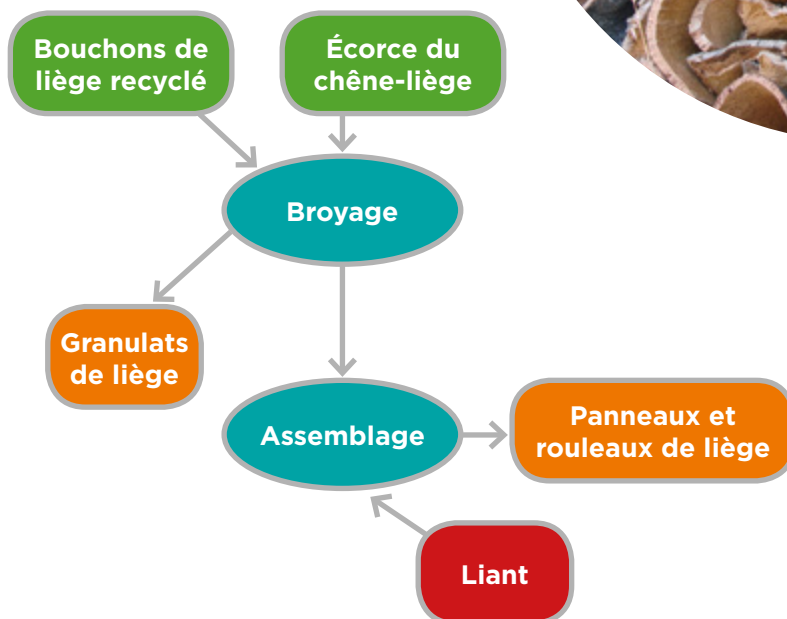 Bouchons de
liège recyclé
Écorce du
chêne-liège
Broyage
Granulats
de liège
Assemblage
Panneaux et
rouleaux de liège
Liant